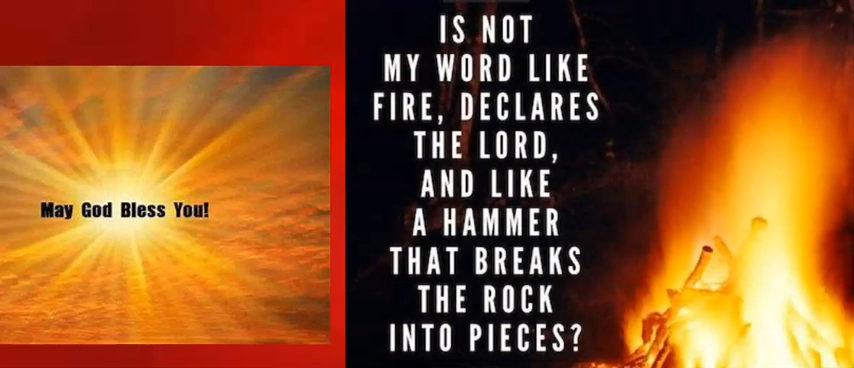 May God Bless You!
IS NOT
MY WORD LIKE
FIRE, DECLARES
THE LORD,
AND LIKE
A HAMMER
THAT BREAKS
THE ROCK
INTO PIECES?